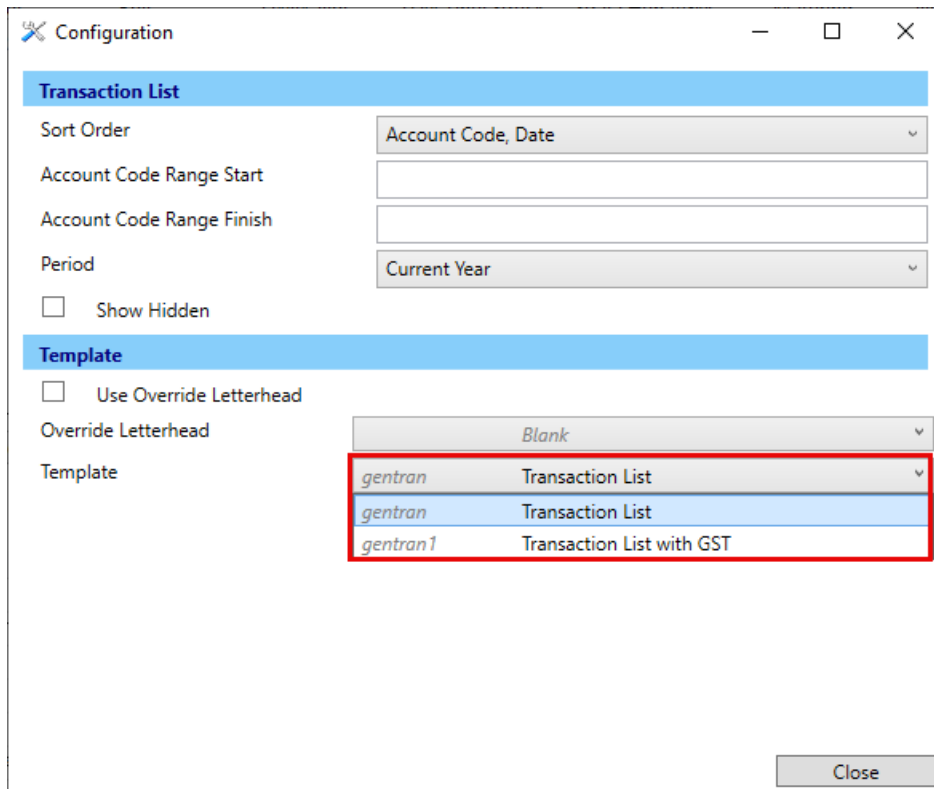 Configuration
Transaction List
Sort Order Account Code, Date
Account Code Range Start
Account Code Range Finish
Period Current Year
Show Hidden
Template
Use Override Letterhead
Override Letterhead Blank
Template gentran Transaction List
gentran Transaction List
gentran1 Transaction List with GST
Close